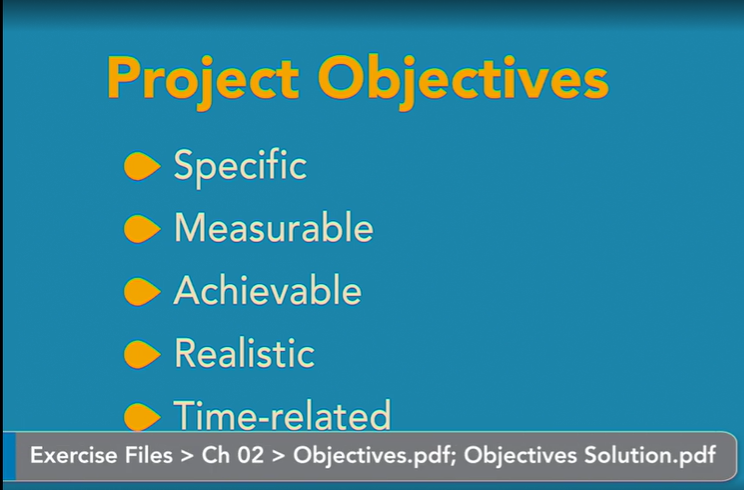 Project Objectives
Specific
Measurable
Achievable
Realistic
Time-related
Exercise Files > Ch 02 > Objectives.pdf; Objectives Solution.pdf